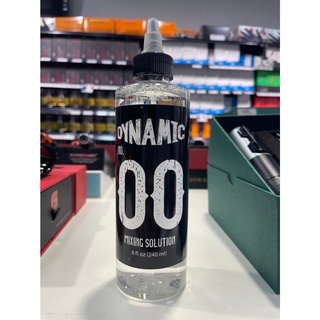 DYNAMIC
NO.
00
MIXING SOLUTION
8 fl oz (240 ml)